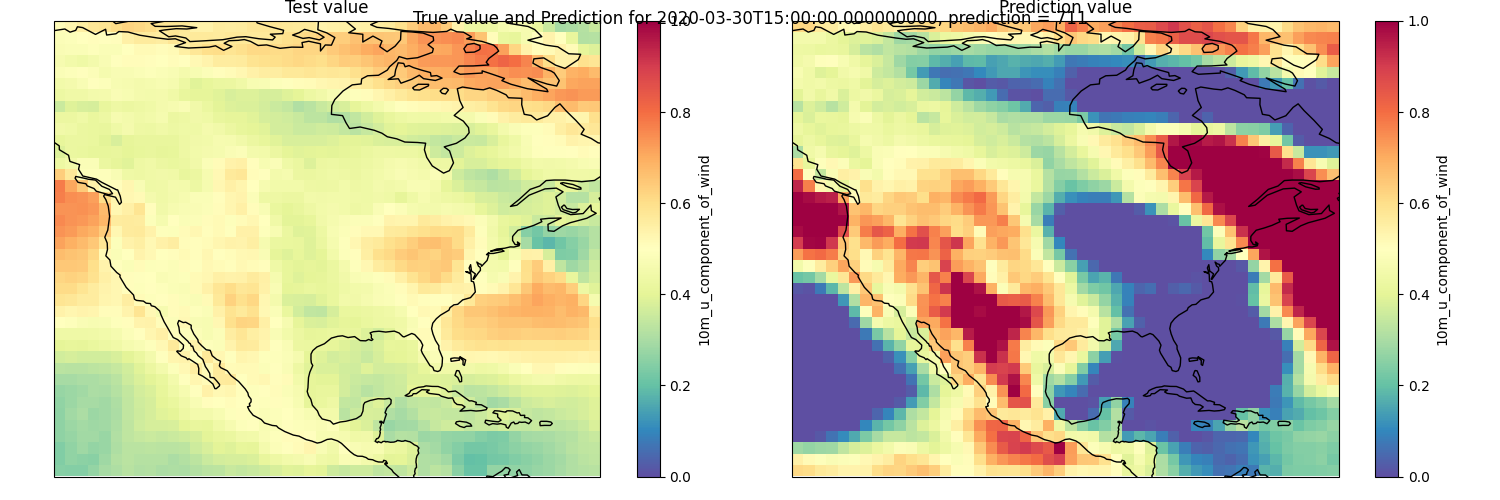 True value and Prediction for 2020-03-30T15:00:00.000000000, prediction = 711
Test value
Prediction value
1.0
0.8
0.6
0.4
0.2
0.0
10m_u_component_of_wind
1.0
0.8
0.6
0.4
0.2
0.0
10m_u_component_of_wind